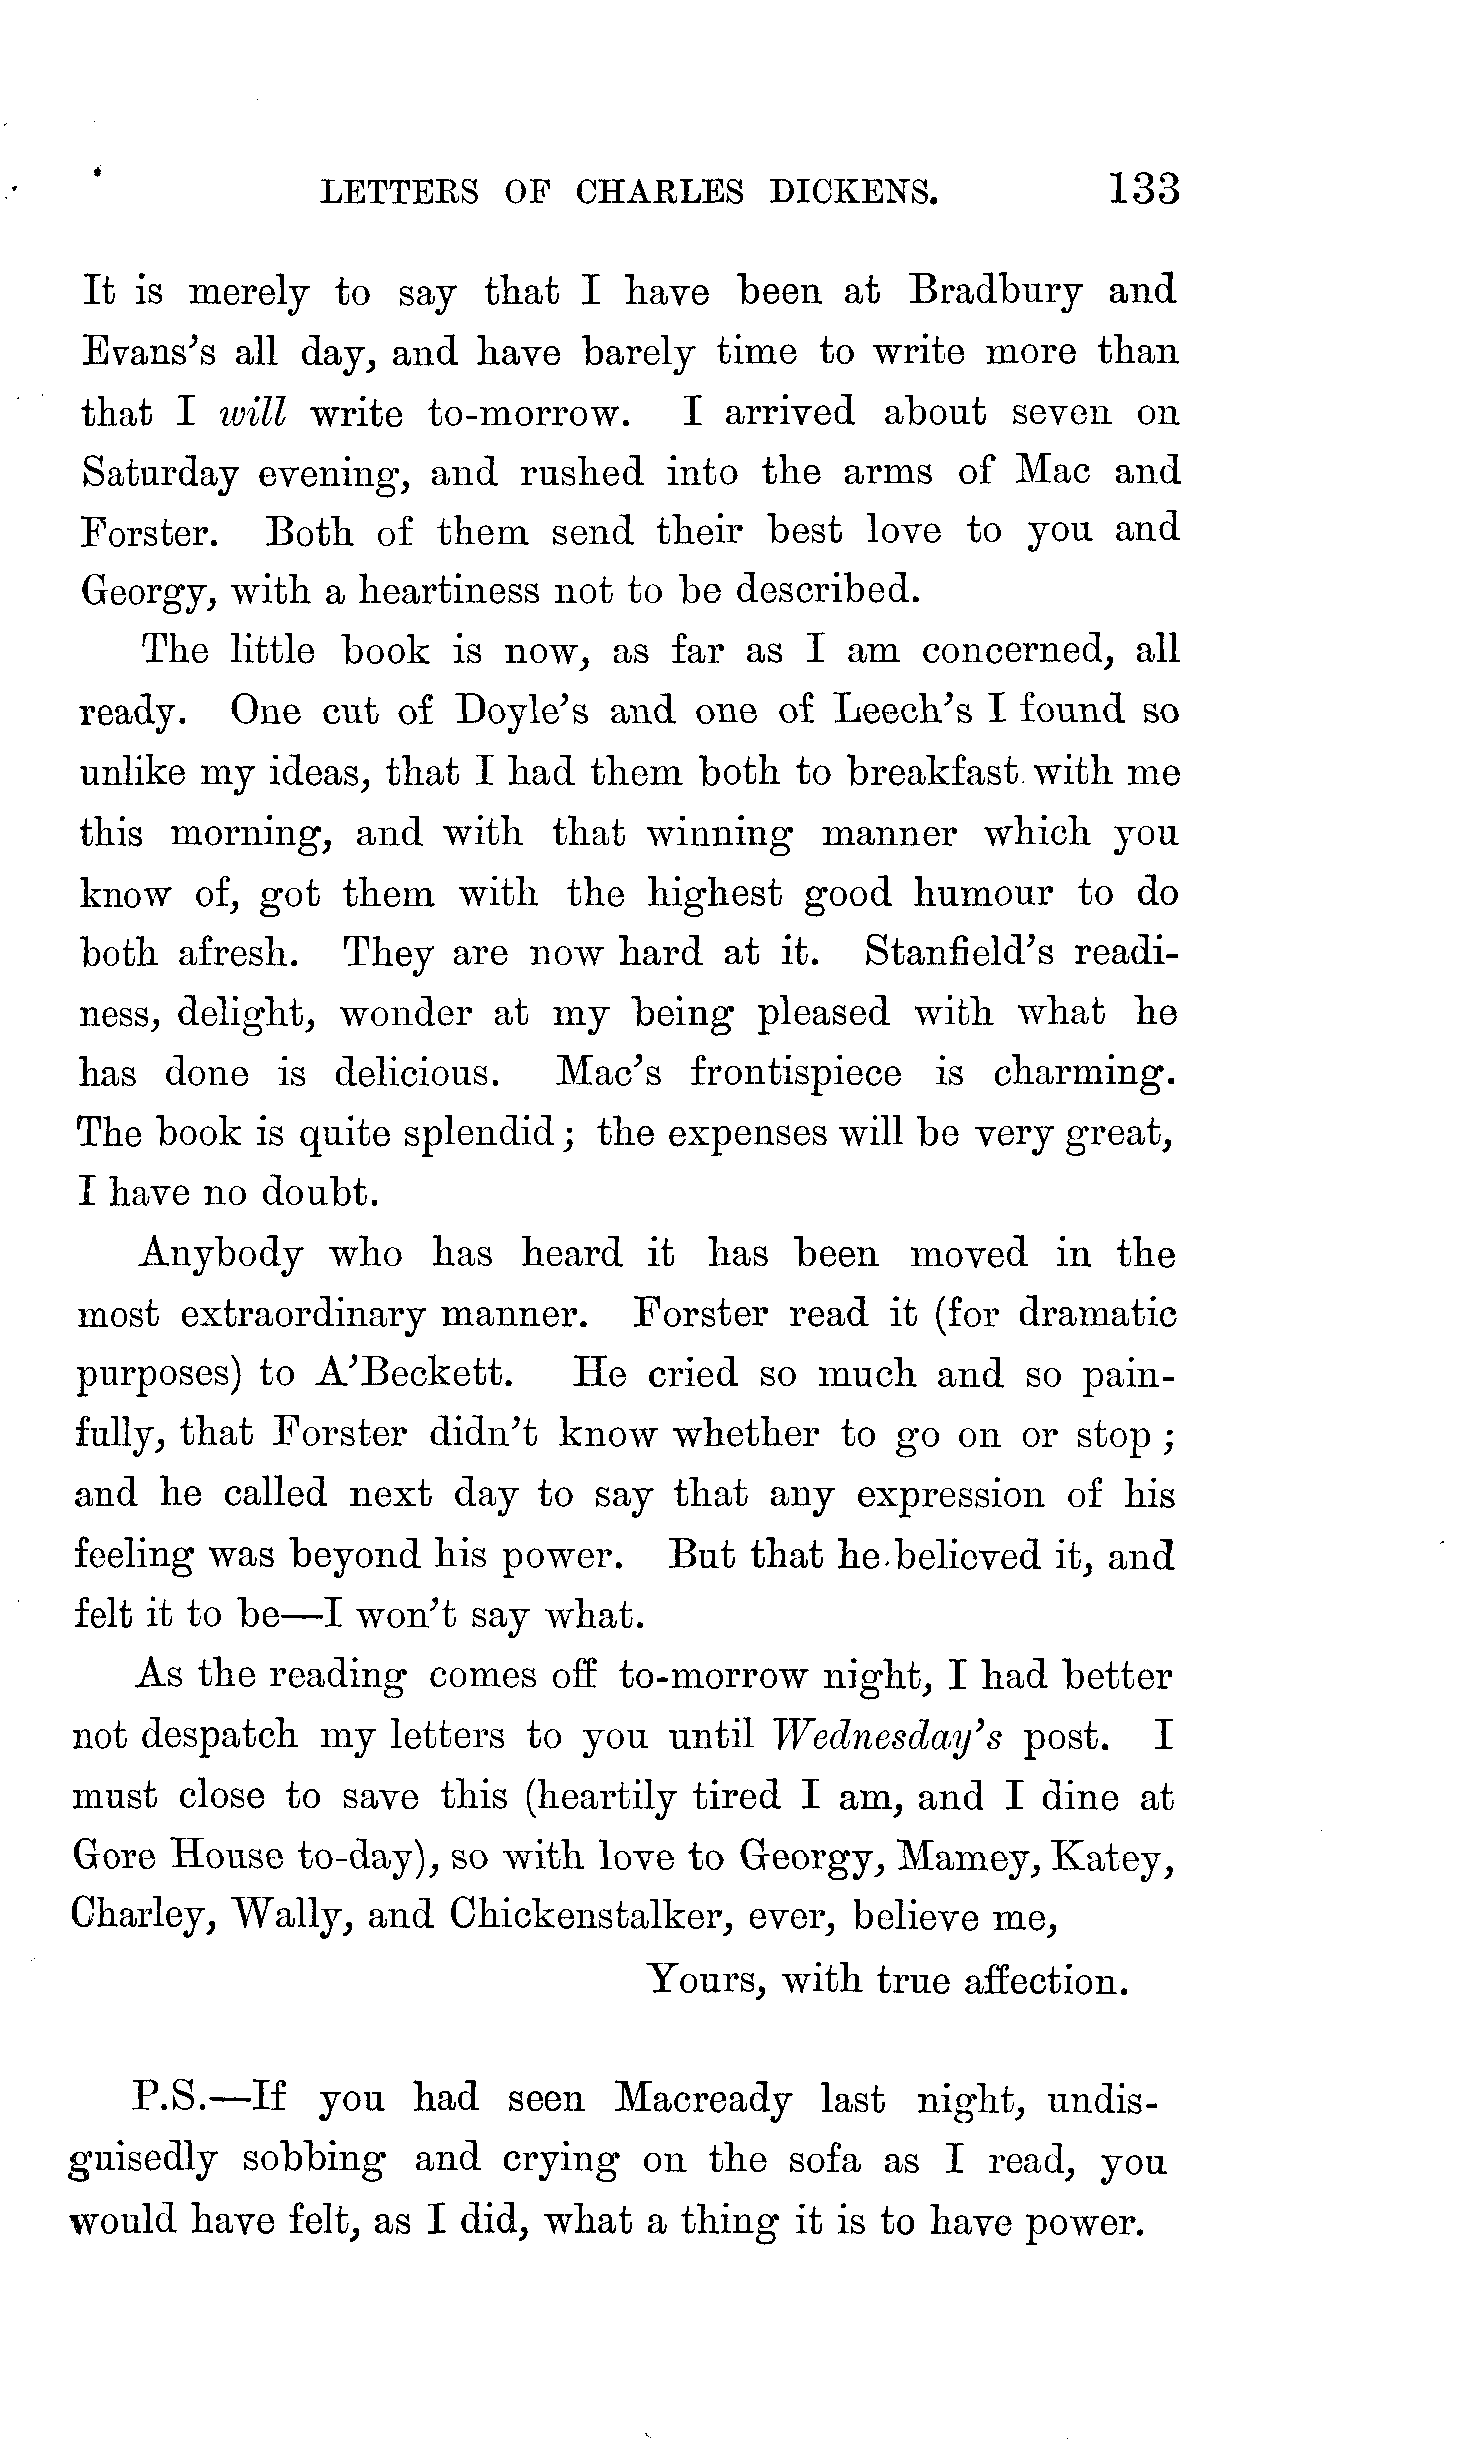 LETTERS OF CHARLES DICKENS. 133
It is merely to say that I have been at Bradbury and
Evans's all day, and have barely time to write more than
that I will write to-morrow. I arrived about seven on
Saturday evening, and rushed into the arms of Mac and
Forster. Both of them send their best love to you and
Georgy, with a heartiness not to be described.
The little book is now, as far as I am concerned, all
ready. One cut of Doyle's and one of Leech's I found so
unlike my ideas, that I had them both to breakfast with me
this morning, and with that winning manner which you
know of, got them with the highest good humour to do
both afresh. They are now hard at it. Stanfield's readi-
ness, delight, wonder at my being pleased with what he
has done is delicious. Mac's frontispiece is charming.
The book is quite splendid; the expenses will be very great,
I have no doubt.
Anybody who has heard it has been moved in the
most extraordinary manner. Forster read it (for dramatic
purposes) to A'Beckett. He cried so much and so pain-
fully, that Forster didn't know whether to go on or stop;
and he called next day to say that any expression of his
feeling was beyond his power. But that he believed it, and
felt it to be—I won't say what.
As the reading comes off to-morrow night, I had better
not despatch my letters to you until Wednesday's post. I
must close to save this (heartily tired I am, and I dine at
Gore House to-day), so with love to Georgy, Mamey, Katey,
Charley, Wally, and Chickenstalker, ever, believe me,
Yours, with true affection.
P.S.—If you had seen Macready last night, undis-
guisedly sobbing and crying on the sofa as I read, you
would have felt, as I did, what a thing it is to have power.